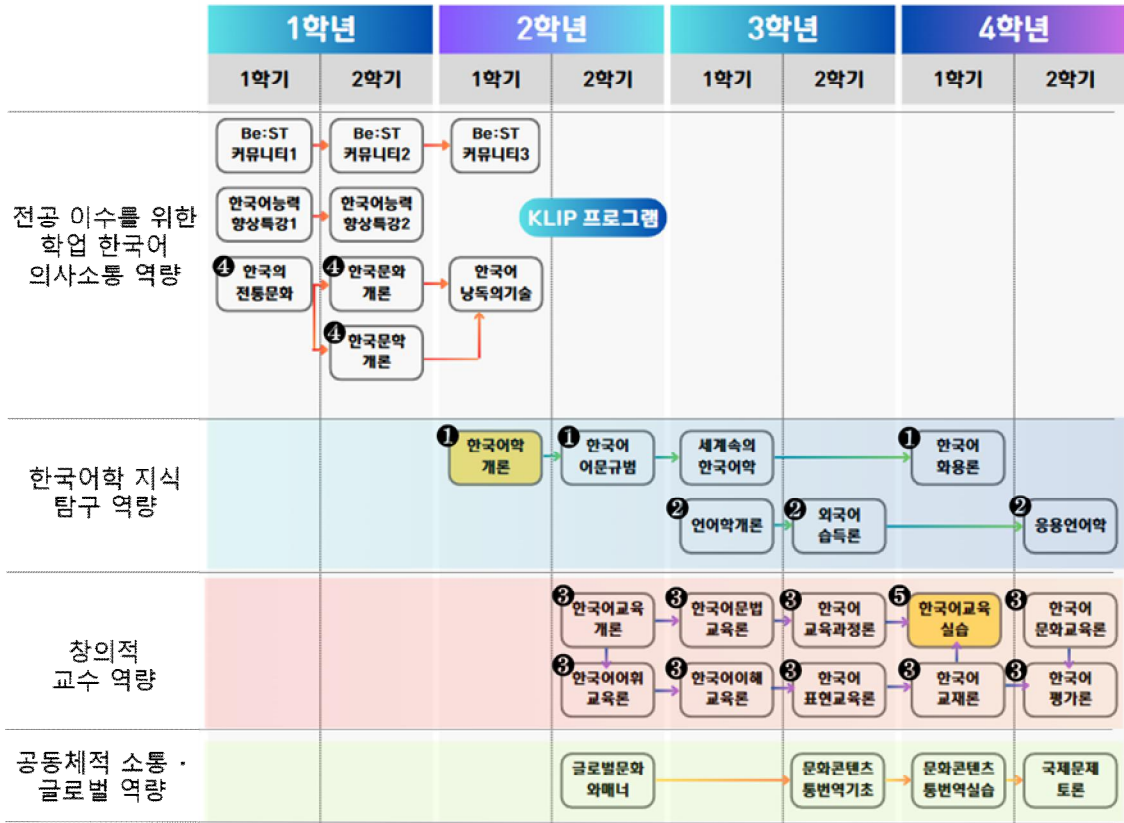 1학년 2학년 3학년 4학년
1학기 2학기 1학기 2학기 1학기 2학기 1학기 2학기
전공 이수를 위한
학업 한국어
의사소통 역량
Be:ST
커뮤니티1
Be:ST
커뮤니티2
Be:ST
커뮤니티3
한국어능력
향상특강1
한국어능력
향상특강2
KLIP 프로그램
❹ 한국의
전통문화
❹ 한국문화
개론
한국어
낭독의기술
❹ 한국문학
개론
한국어학 지식
탐구 역량
❶ 한국어학
개론
❶ 한국어
어문규범
세계속의
한국어학
❶ 한국어
화용론
❷ 언어학개론
❷ 외국어
습득론
❷ 응용언어학
창의적
교수 역량
❸ 한국어교육
개론
❸ 한국어문법
교육론
❸ 한국어
교육과정론
❺ 한국어교육
실습
❸ 한국어
문화교육론
❸ 한국어어휘
교육론
❸ 한국어이해
교육론
❸ 한국어
표현교육론
❸ 한국어
교재론
❸ 한국어
평가론
공동체적 소통 ·
글로벌 역량
글로벌문화
와매너
문화콘텐츠
통번역기초
문화콘텐츠
통번역실습
국제문제
토론